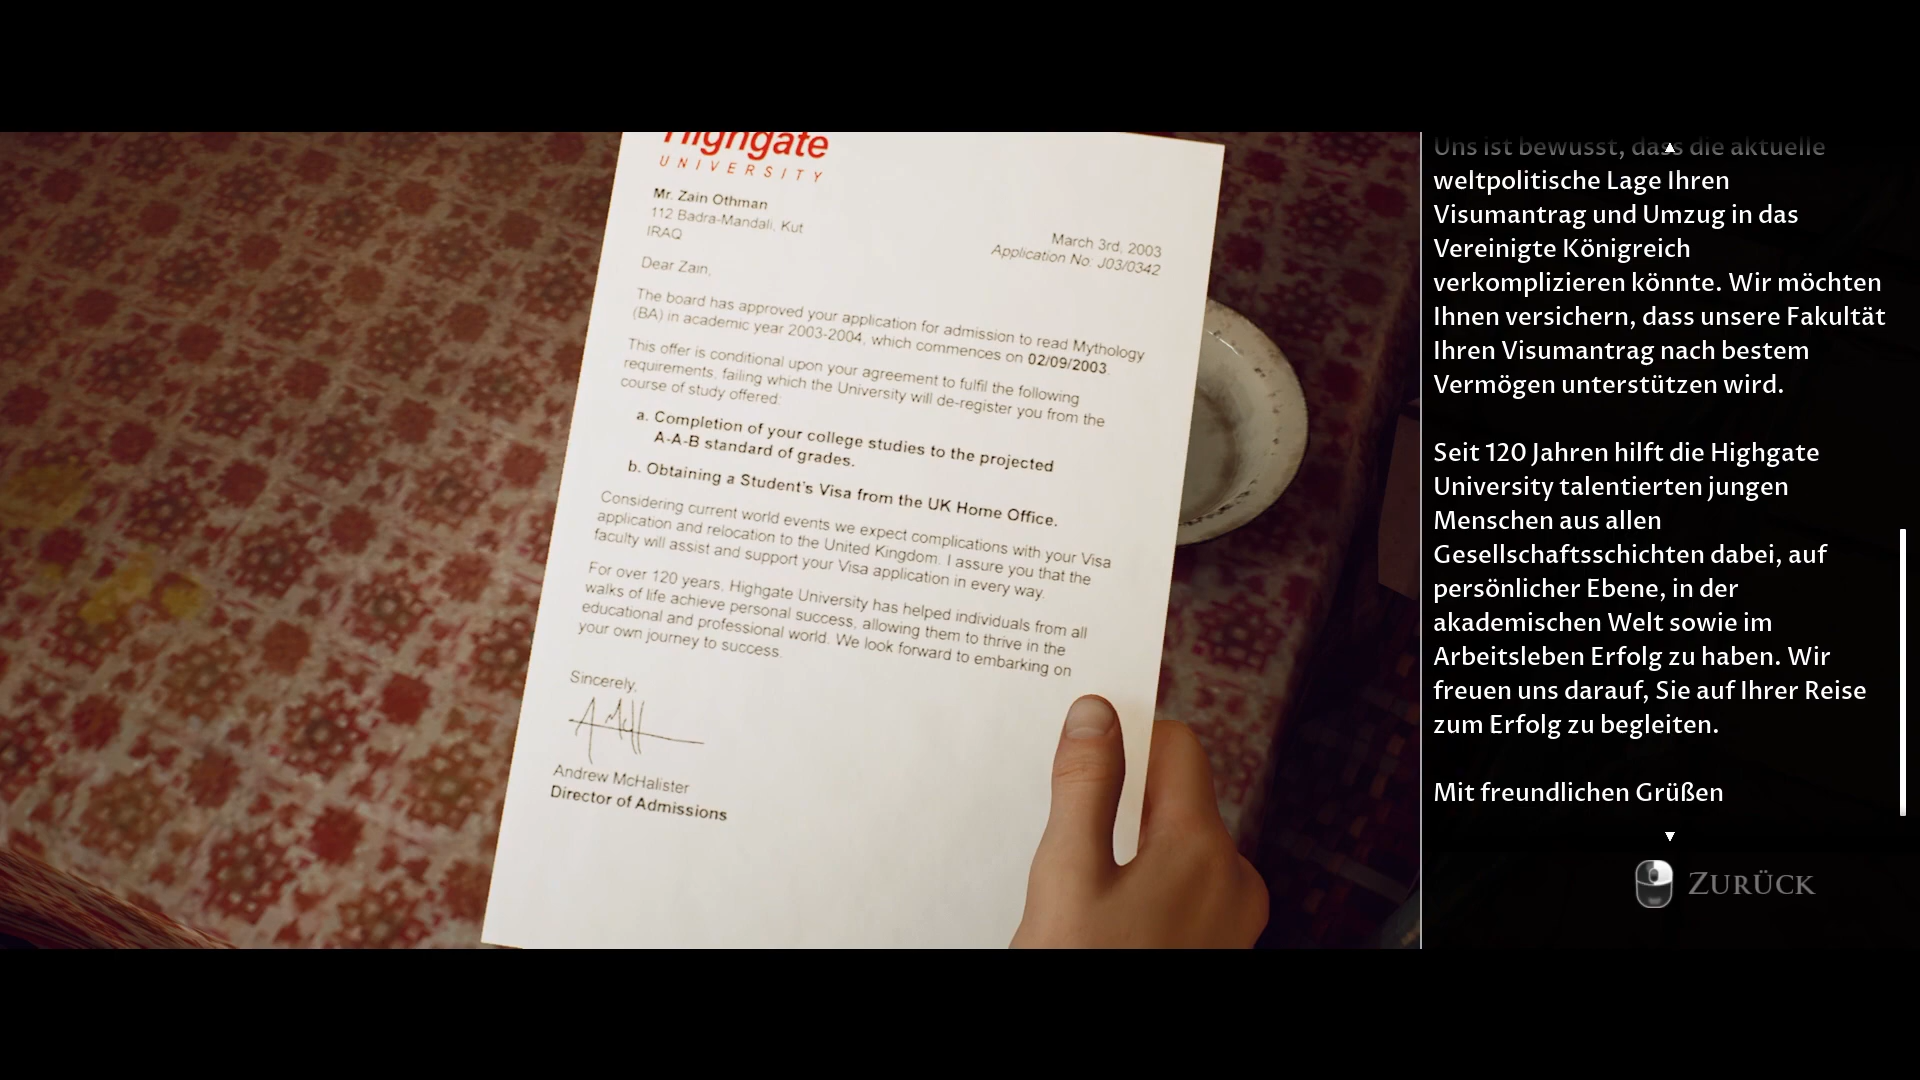 Highgate
UNIVERSITY
Mr. Zain Othman
112 Badra-Mandali, Kut
IRAQ
March 3rd, 2003
Application No: J03/0342
Dear Zain,
The board has approved your application for admission to read Mythology
(BA) in academic year 2003-2004, which commences on 02/09/2003.
This offer is conditional upon your agreement to fulfil the following
requirements, failing which the University will de-register you from the
course of study offered:
a. Completion of your college studies to the projected
A-A-B standard of grades.
b. Obtaining a Student's Visa from the UK Home Office.
Considering current world events we expect complications with your Visa
application and relocation to the United Kingdom. I assure you that the
faculty will assist and support your Visa application in every way.
For over 120 years, Highgate University has helped individuals from all
walks of life achieve personal success, allowing them to thrive in the
educational and professional world. We look forward to embarking on
your own journey to success.
Sincerely,
Andrew McHalister
Director of Admissions
Uns ist bewusst, dass die aktuelle
weltpolitische Lage Ihren
Visumantrag und Umzug in das
Vereinigte Königreich
verkomplizieren könnte. Wir möchten
Ihnen versichern, dass unsere Fakultät
Ihren Visumantrag nach bestem
Vermögen unterstützen wird.
Seit 120 Jahren hilft die Highgate
University talentierten jungen
Menschen aus allen
Gesellschaftsschichten dabei, auf
persönlicher Ebene, in der
akademischen Welt sowie im
Arbeitsleben Erfolg zu haben. Wir
freuen uns darauf, Sie auf Ihrer Reise
zum Erfolg zu begleiten.
Mit freundlichen Grüßen
ZURÜCK